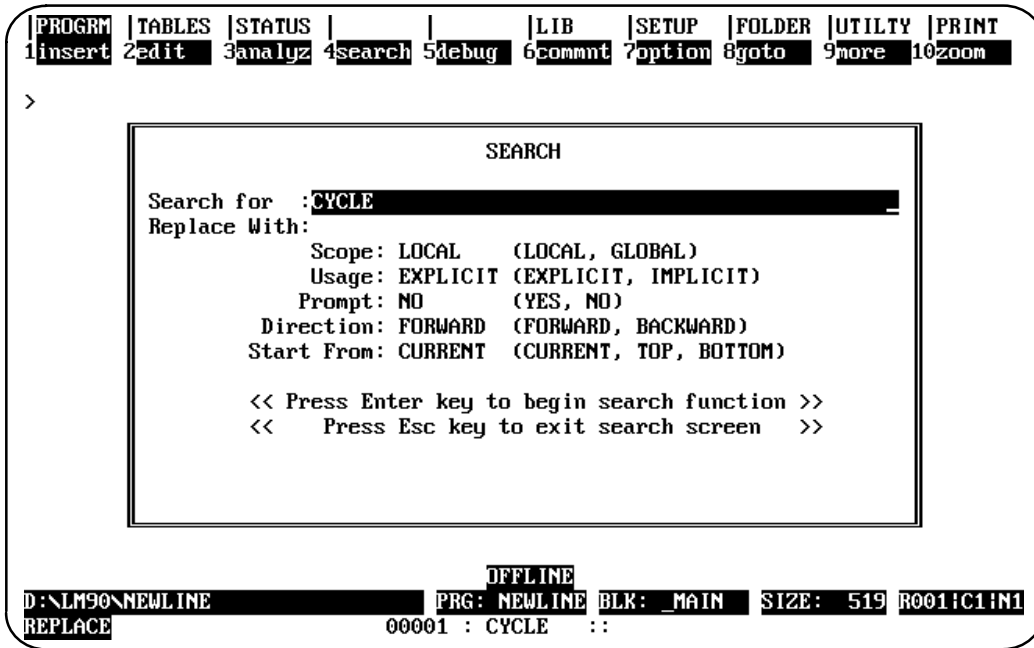 |PROGRM |TABLES |STATUS | | |LIB |SETUP |FOLDER |UTILTY |PRINT
1insert 2edit 3analyz 4search 5debug 6commnt 7option 8goto 9more 10zoom
>
SEARCH
Search for :CYCLE _
Replace With:
Scope: LOCAL (LOCAL, GLOBAL)
Usage: EXPLICIT (EXPLICIT, IMPLICIT)
Prompt: NO (YES, NO)
Direction: FORWARD (FORWARD, BACKWARD)
Start From: CURRENT (CURRENT, TOP, BOTTOM)
<< Press Enter key to begin search function >>
<< Press Esc key to exit search screen >>
OFFLINE
D:\LM90\NEWLINE PRG: NEWLINE BLK: _MAIN SIZE: 519 R001¦C1¦N1
REPLACE 00001 : CYCLE ::